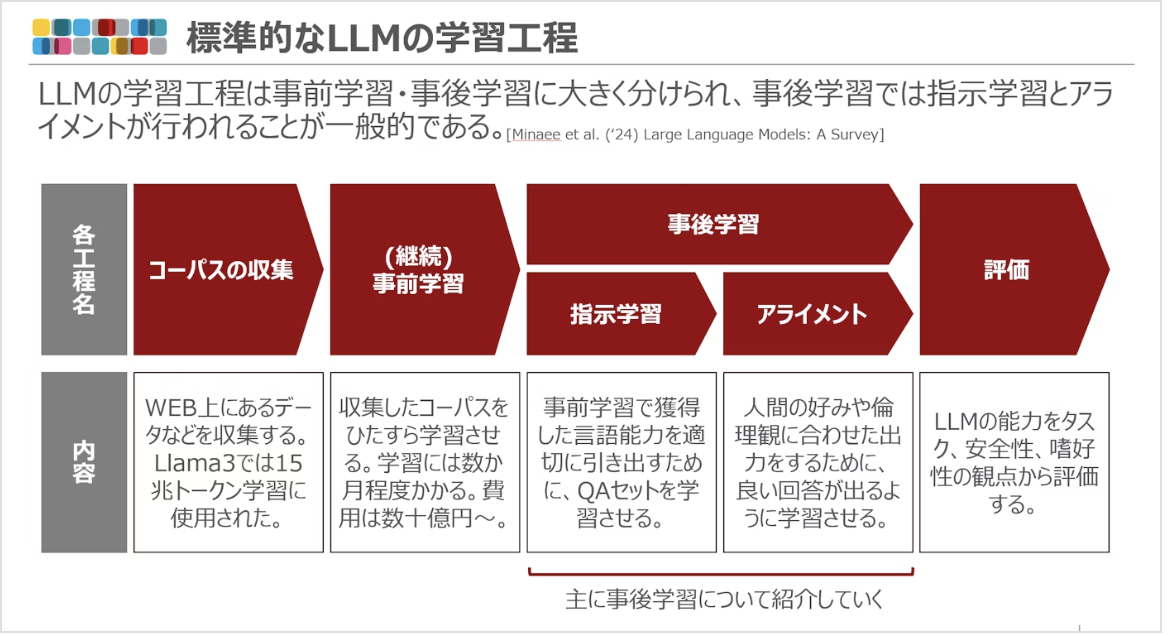 標準的なLLMの学習工程
LLMの学習工程は事前学習・事後学習に大きく分けられ、事後学習では指示学習とアラ
イメントが行われることが一般的である。[Minaee et al. (‘24) Large Language Models: A Survey]
各
工
程
名
コーパスの収集
(継続)
事前学習
事後学習
指示学習
アライメント
評価
内
容
WEB上にあるデー
タなどを収集する。
Llama3では15
兆トークン学習に
使用された。
収集したコーパスを
ひたすら学習させ
る。学習には数か
月程度かかる。費
用は数十億円～。
事前学習で獲得
した言語能力を適
切に引き出すため
に、QAセットを学
習させる。
人間の好みや倫
理観に合わせた出
力をするために、
良い回答が出るよ
うに学習させる。
LLMの能力をタス
ク、安全性、嗜好
性の観点から評価
する。
主に事後学習について紹介していく